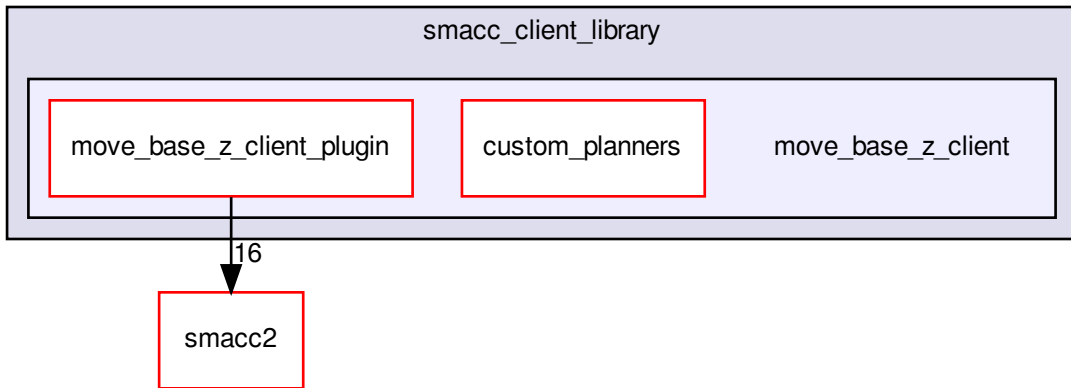 smacc_client_library
move_base_z_client_plugin
custom_planners
move_base_z_client
16
smacc2